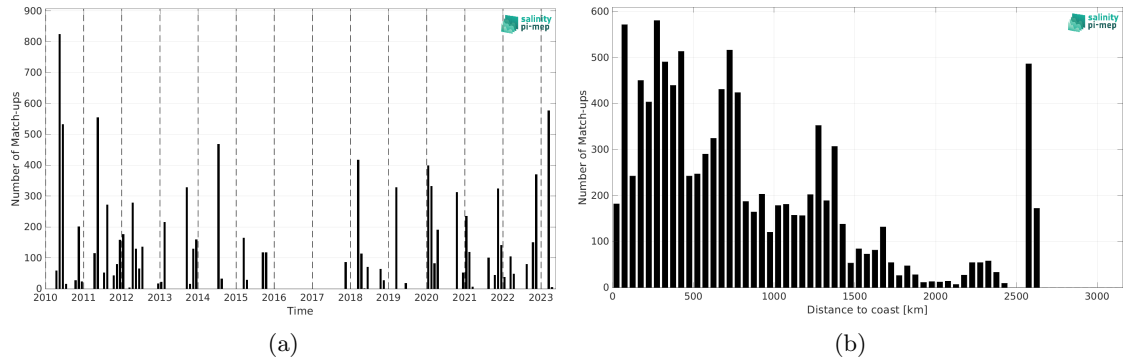 salinity
pi-mep
Number of Match-ups
900
800
700
600
500
400
300
200
100
0
2010 2011 2012 2013 2014 2015 2016 2017 2018 2019 2020 2021 2022 2023
Time
(a)
salinity
pi-mep
Number of Match-ups
600
500
400
300
200
100
0
0 500 1000 1500 2000 2500 3000
Distance to coast [km]
(b)